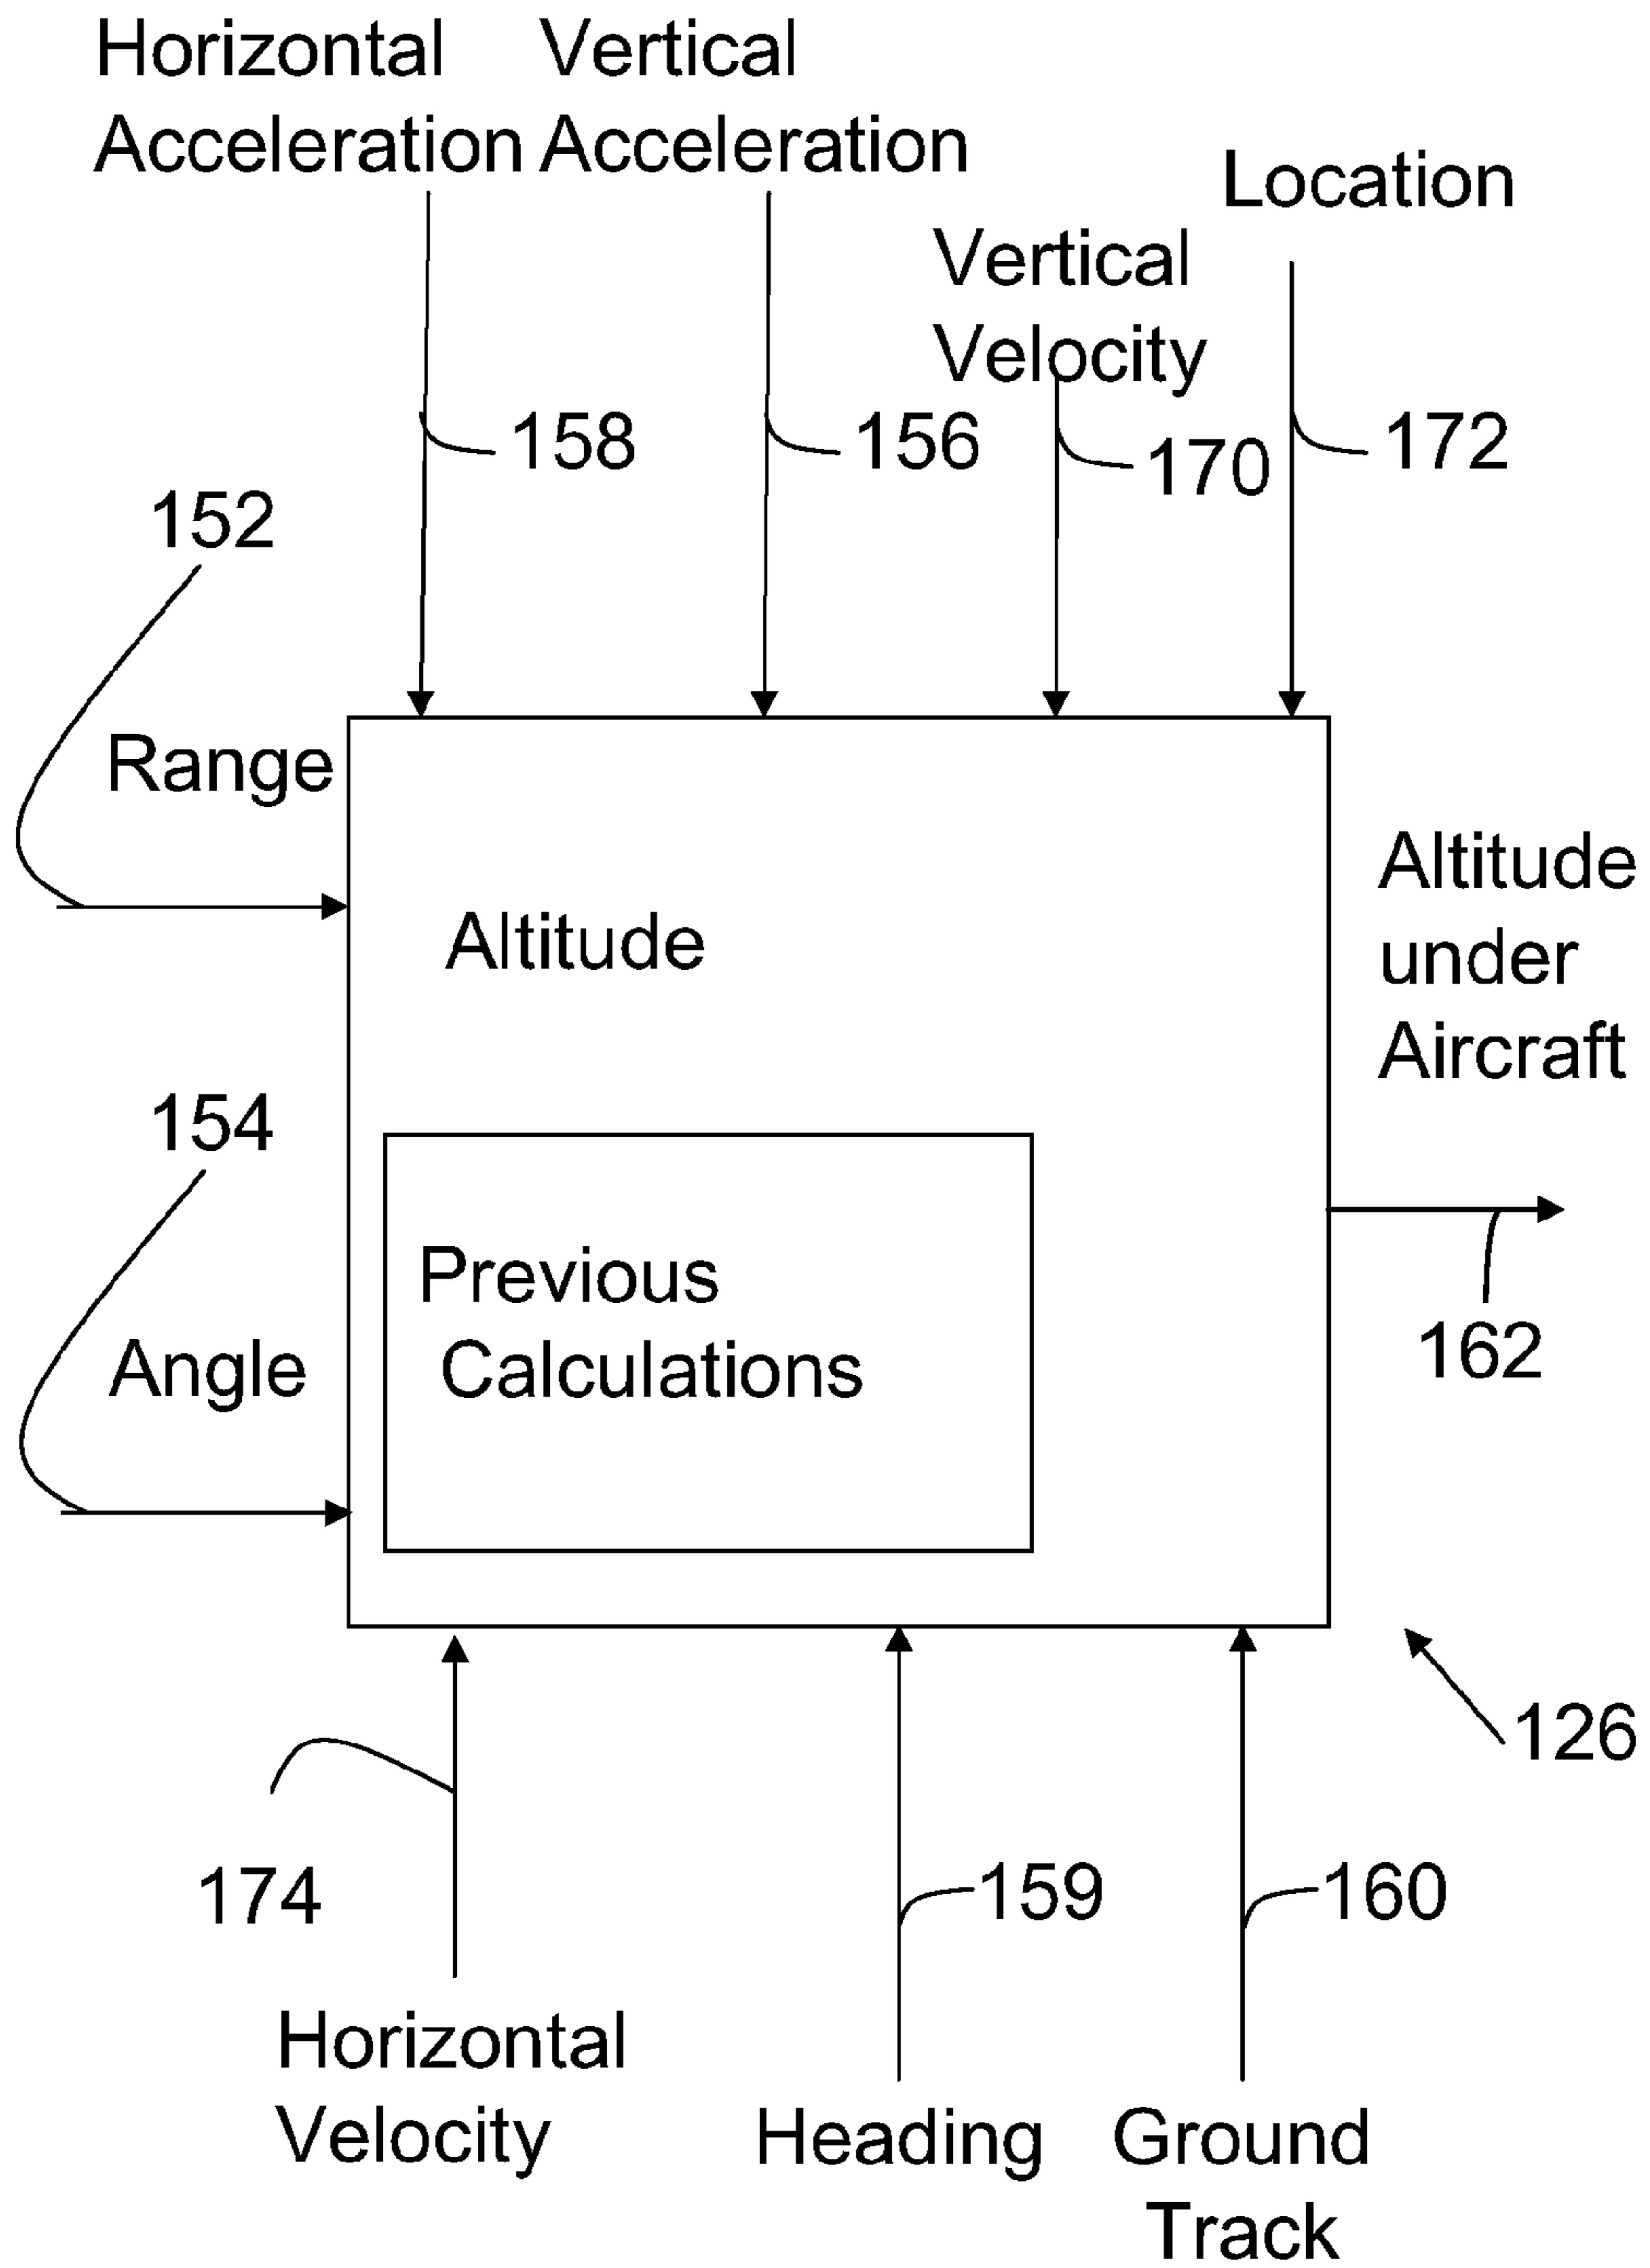 Horizontal
Acceleration
Vertical
Acceleration
Location
Vertical
Velocity
158
156
170
172
152
Range
Altitude
Altitude
under
Aircraft
154
Previous
Calculations
Angle
162
126
174
159
160
Horizontal
Velocity
Heading
Ground
Track